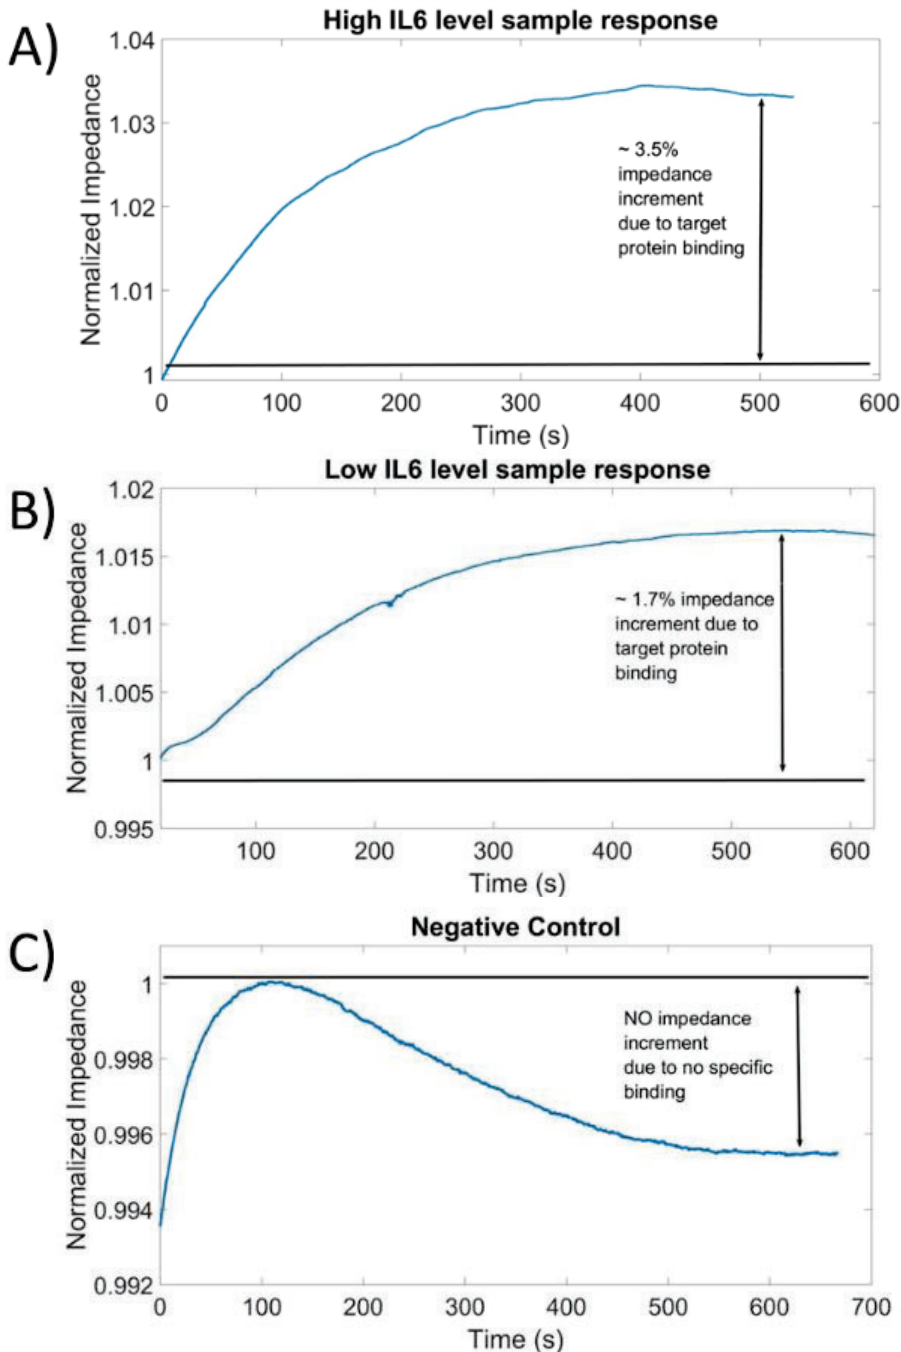 A)
High IL6 level sample response
Normalized Impedance
1.04
1.03
1.02
1.01
1
~ 3.5%
impedance
increment
due to target
protein binding
0 100 200 300 400 500 600
Time (s)
B)
Low IL6 level sample response
Normalized Impedance
1.02
1.015
1.01
1.005
1
0.995
~ 1.7% impedance
increment due to
target protein
binding
100 200 300 400 500 600
Time (s)
C)
Negative Control
Normalized Impedance
1
0.998
0.996
0.994
0.992
NO impedance
increment
due to no specific
binding
0 100 200 300 400 500 600 700
Time (s)